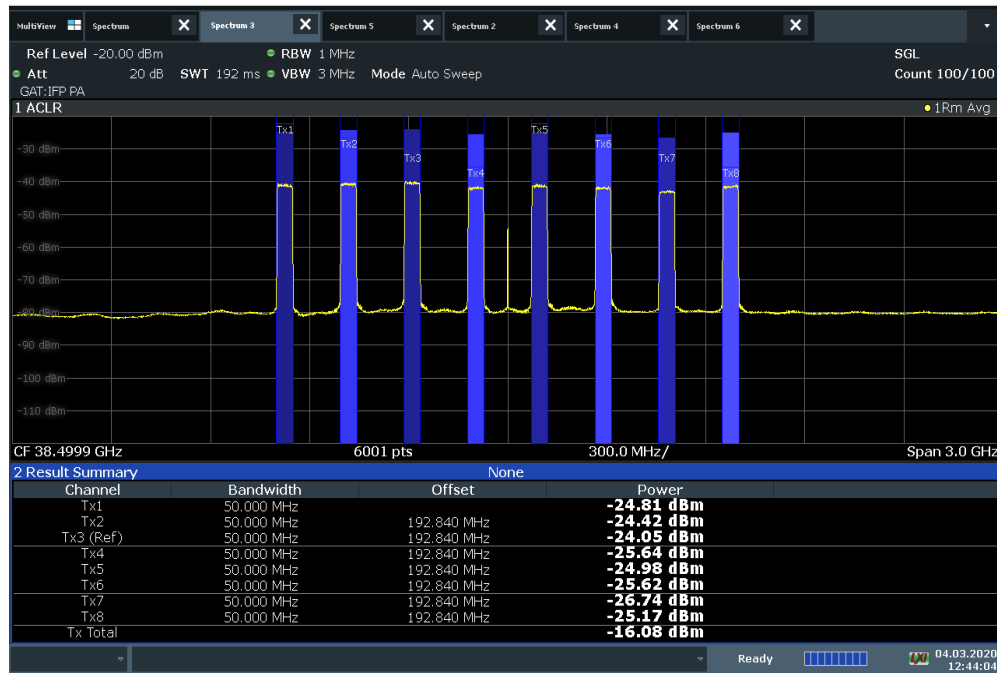 MultiView Spectrum X Spectrum 3 X Spectrum 5 X Spectrum 2 X Spectrum 4 X Spectrum 6 X
Ref Level -20.00 dBm RBW 1 MHz SGL
Att 20 dB SWT 192 ms VBW 3 MHz Mode Auto Sweep Count 100/100
GAT:IFP PA
1 ACLR 1Rm Avg
Tx1 Tx5
Tx2 Tx6
-30 dBm
Tx3 Tx7
Tx4 Tx8
-40 dBm
-50 dBm
-60 dBm
-70 dBm
-80 dBm
-90 dBm
-100 dBm
-110 dBm
CF 38.4999 GHz 6001 pts 300.0 MHz/ Span 3.0 GHz
2 Result Summary None
Channel Bandwidth Offset Power
Tx1 50.000 MHz -24.81 dBm
Tx2 50.000 MHz 192.840 MHz -24.42 dBm
Tx3 (Ref) 50.000 MHz 192.840 MHz -24.05 dBm
Tx4 50.000 MHz 192.840 MHz -25.64 dBm
Tx5 50.000 MHz 192.840 MHz -24.98 dBm
Tx6 50.000 MHz 192.840 MHz -25.62 dBm
Tx7 50.000 MHz 192.840 MHz -26.74 dBm
Tx8 50.000 MHz 192.840 MHz -25.17 dBm
Tx Total -16.08 dBm
Ready LXI 04.03.2020
12:44:04